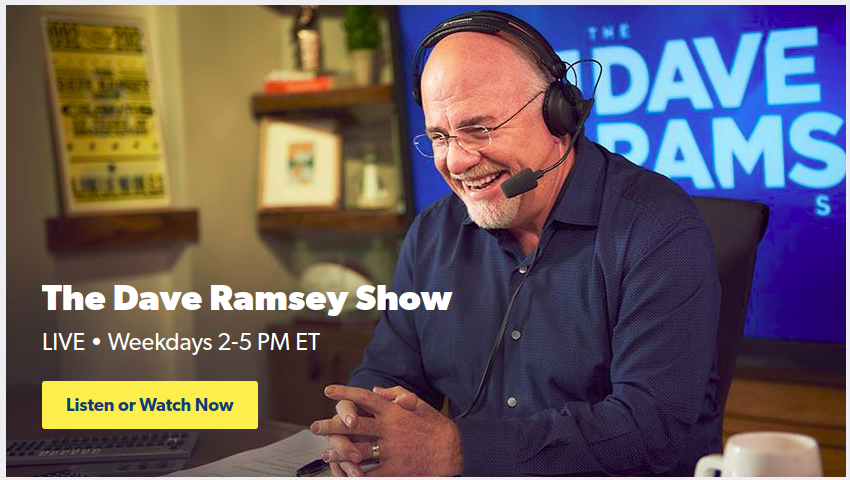 THE
DAVE
RAMS
S
The Dave Ramsey Show
LIVE • Weekdays 2-5 PM ET
Listen or Watch Now